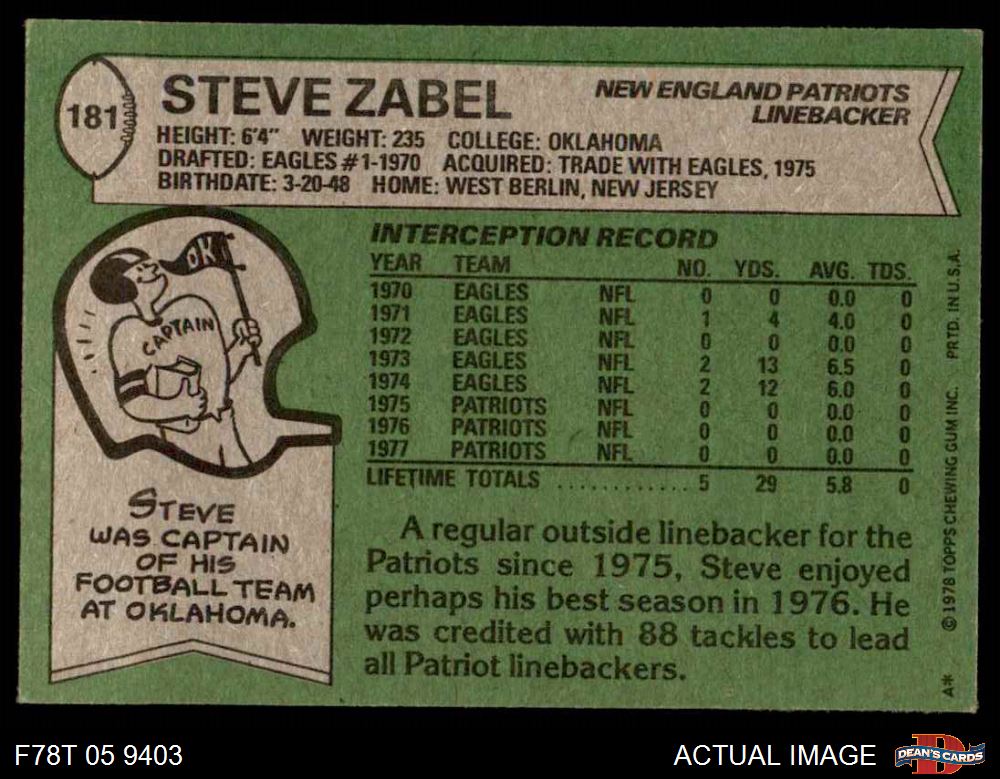 181
STEVE ZABEL
NEW ENGLAND PATRIOTS
LINEBACKER
HEIGHT: 6'4" WEIGHT: 235 COLLEGE: OKLAHOMA
DRAFTED: EAGLES #1-1970 ACQUIRED: TRADE WITH EAGLES, 1975
BIRTHDATE: 3-20-48 HOME: WEST BERLIN, NEW JERSEY
OK
CAPTAIN
STEVE
WAS CAPTAIN
OF HIS
FOOTBALL TEAM
AT OKLAHOMA.
INTERCEPTION RECORD
YEAR TEAM NO. YDS. AVG. TDS.
1970 EAGLES NFL 0 0 0.0 0
1971 EAGLES NFL 1 4 4.0 0
1972 EAGLES NFL 0 0 0.0 0
1973 EAGLES NFL 2 13 6.5 0
1974 EAGLES NFL 2 12 6.0 0
1975 PATRIOTS NFL 0 0 0.0 0
1976 PATRIOTS NFL 0 0 0.0 0
1977 PATRIOTS NFL 0 0 0.0 0
LIFETIME TOTALS ............. 5 29 5.8 0
A regular outside linebacker for the
Patriots since 1975, Steve enjoyed
perhaps his best season in 1976. He
was credited with 88 tackles to lead
all Patriot linebackers.
A* ©1978 TOPPS CHEWING GUM INC. PRTD. IN U.S.A.
F78T 05 9403
ACTUAL IMAGE
D
DEAN'S CARDS